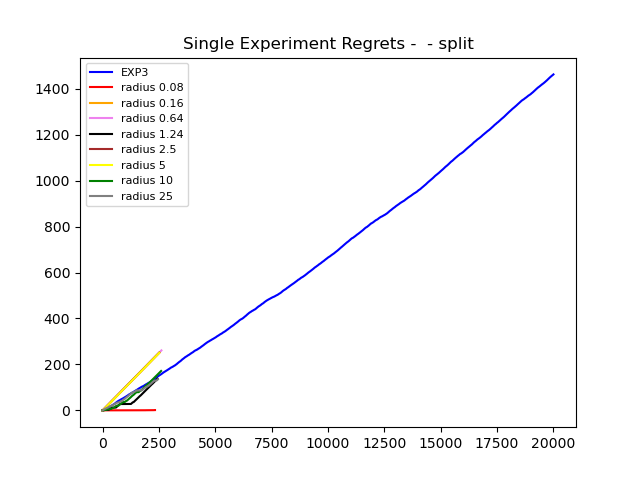 Single Experiment Regrets -  - split
EXP3
radius 0.08
radius 0.16
radius 0.64
radius 1.24
radius 2.5
radius 5
radius 10
radius 25
1400
1200
1000
800
600
400
200
0
0 2500 5000 7500 10000 12500 15000 17500 20000